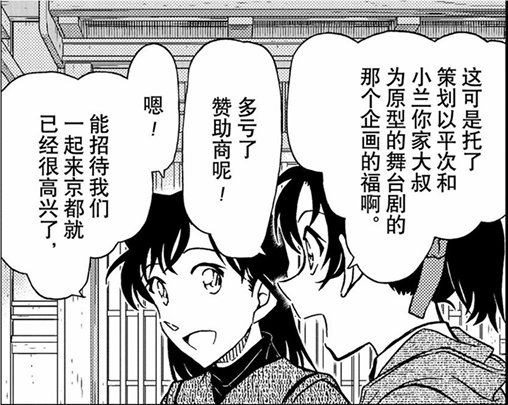 这可是托了
策划以平次和
小兰你家大叔
为原型的舞台剧的
那个企画的福啊。
多亏了
赞助商呢！
嗯！
能招待我们
一起来京都就
已经很高兴了，